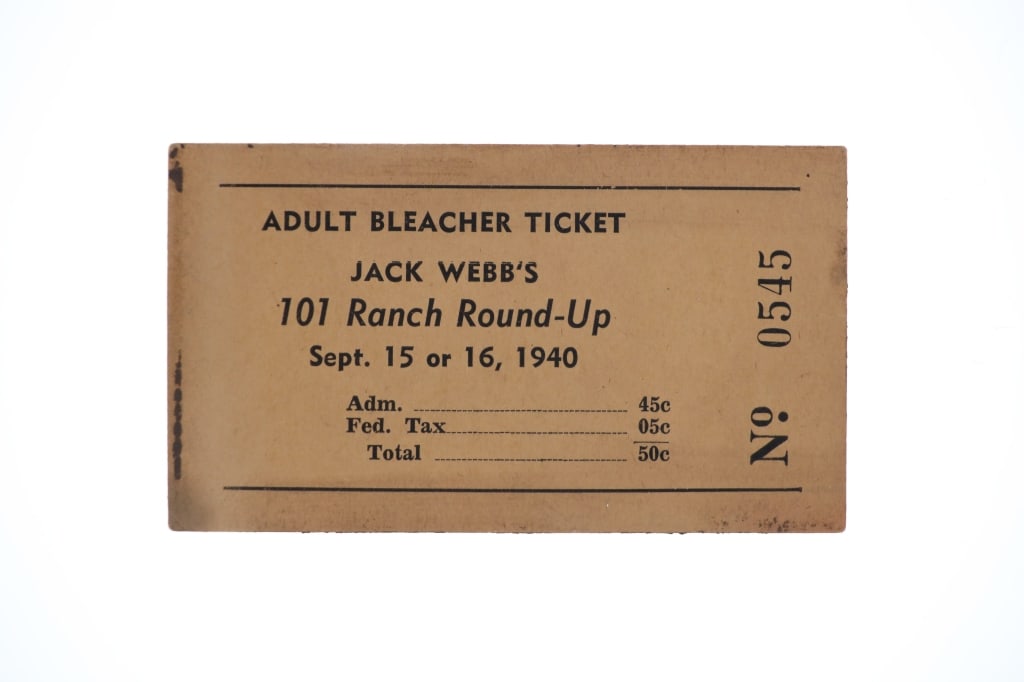 ADULT BLEACHER TICKET
JACK WEBB'S
101 Ranch Round-Up
Sept. 15 or 16, 1940
Adm. 45c
Fed. Tax 05c
Total 50c
Nº 0545